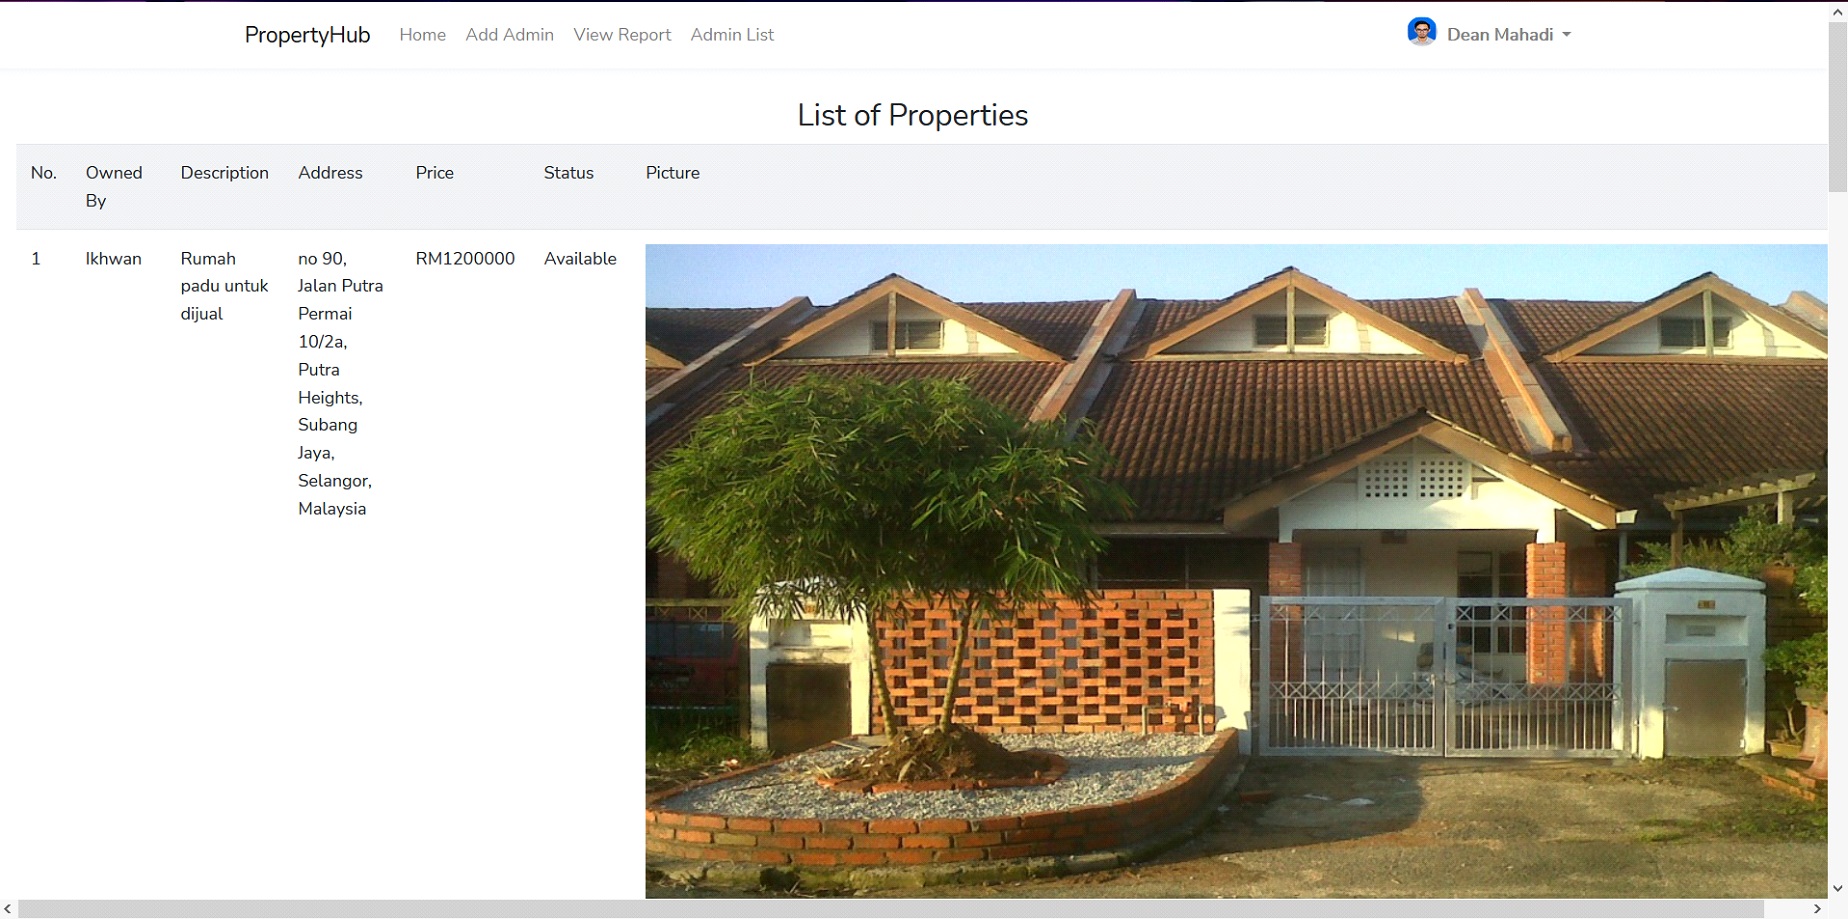 PropertyHub Home Add Admin View Report Admin List Dean Mahadi
List of Properties
No. Owned By Description Address Price Status Picture
1 Ikhwan Rumah padu untuk dijual no 90, Jalan Putra Permai 10/2a, Putra Heights, Subang Jaya, Selangor, Malaysia RM1200000 Available